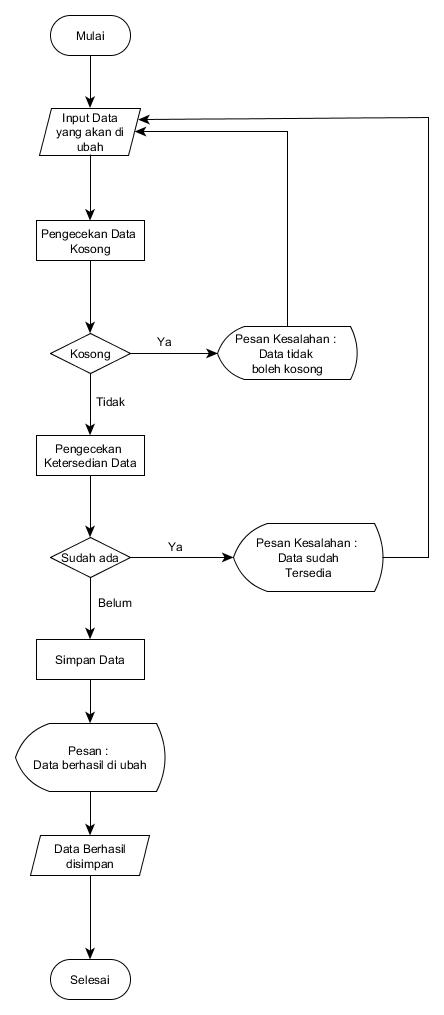 Mulai
Input Data
yang akan di
ubah
Pengecekan Data
Kosong
Kosong
Ya
Pesan Kesalahan :
Data tidak
boleh kosong
Tidak
Pengecekan
Ketersedian Data
Sudah ada
Ya
Pesan Kesalahan :
Data sudah
Tersedia
Belum
Simpan Data
Pesan :
Data berhasil di ubah
Data Berhasil
disimpan
Selesai